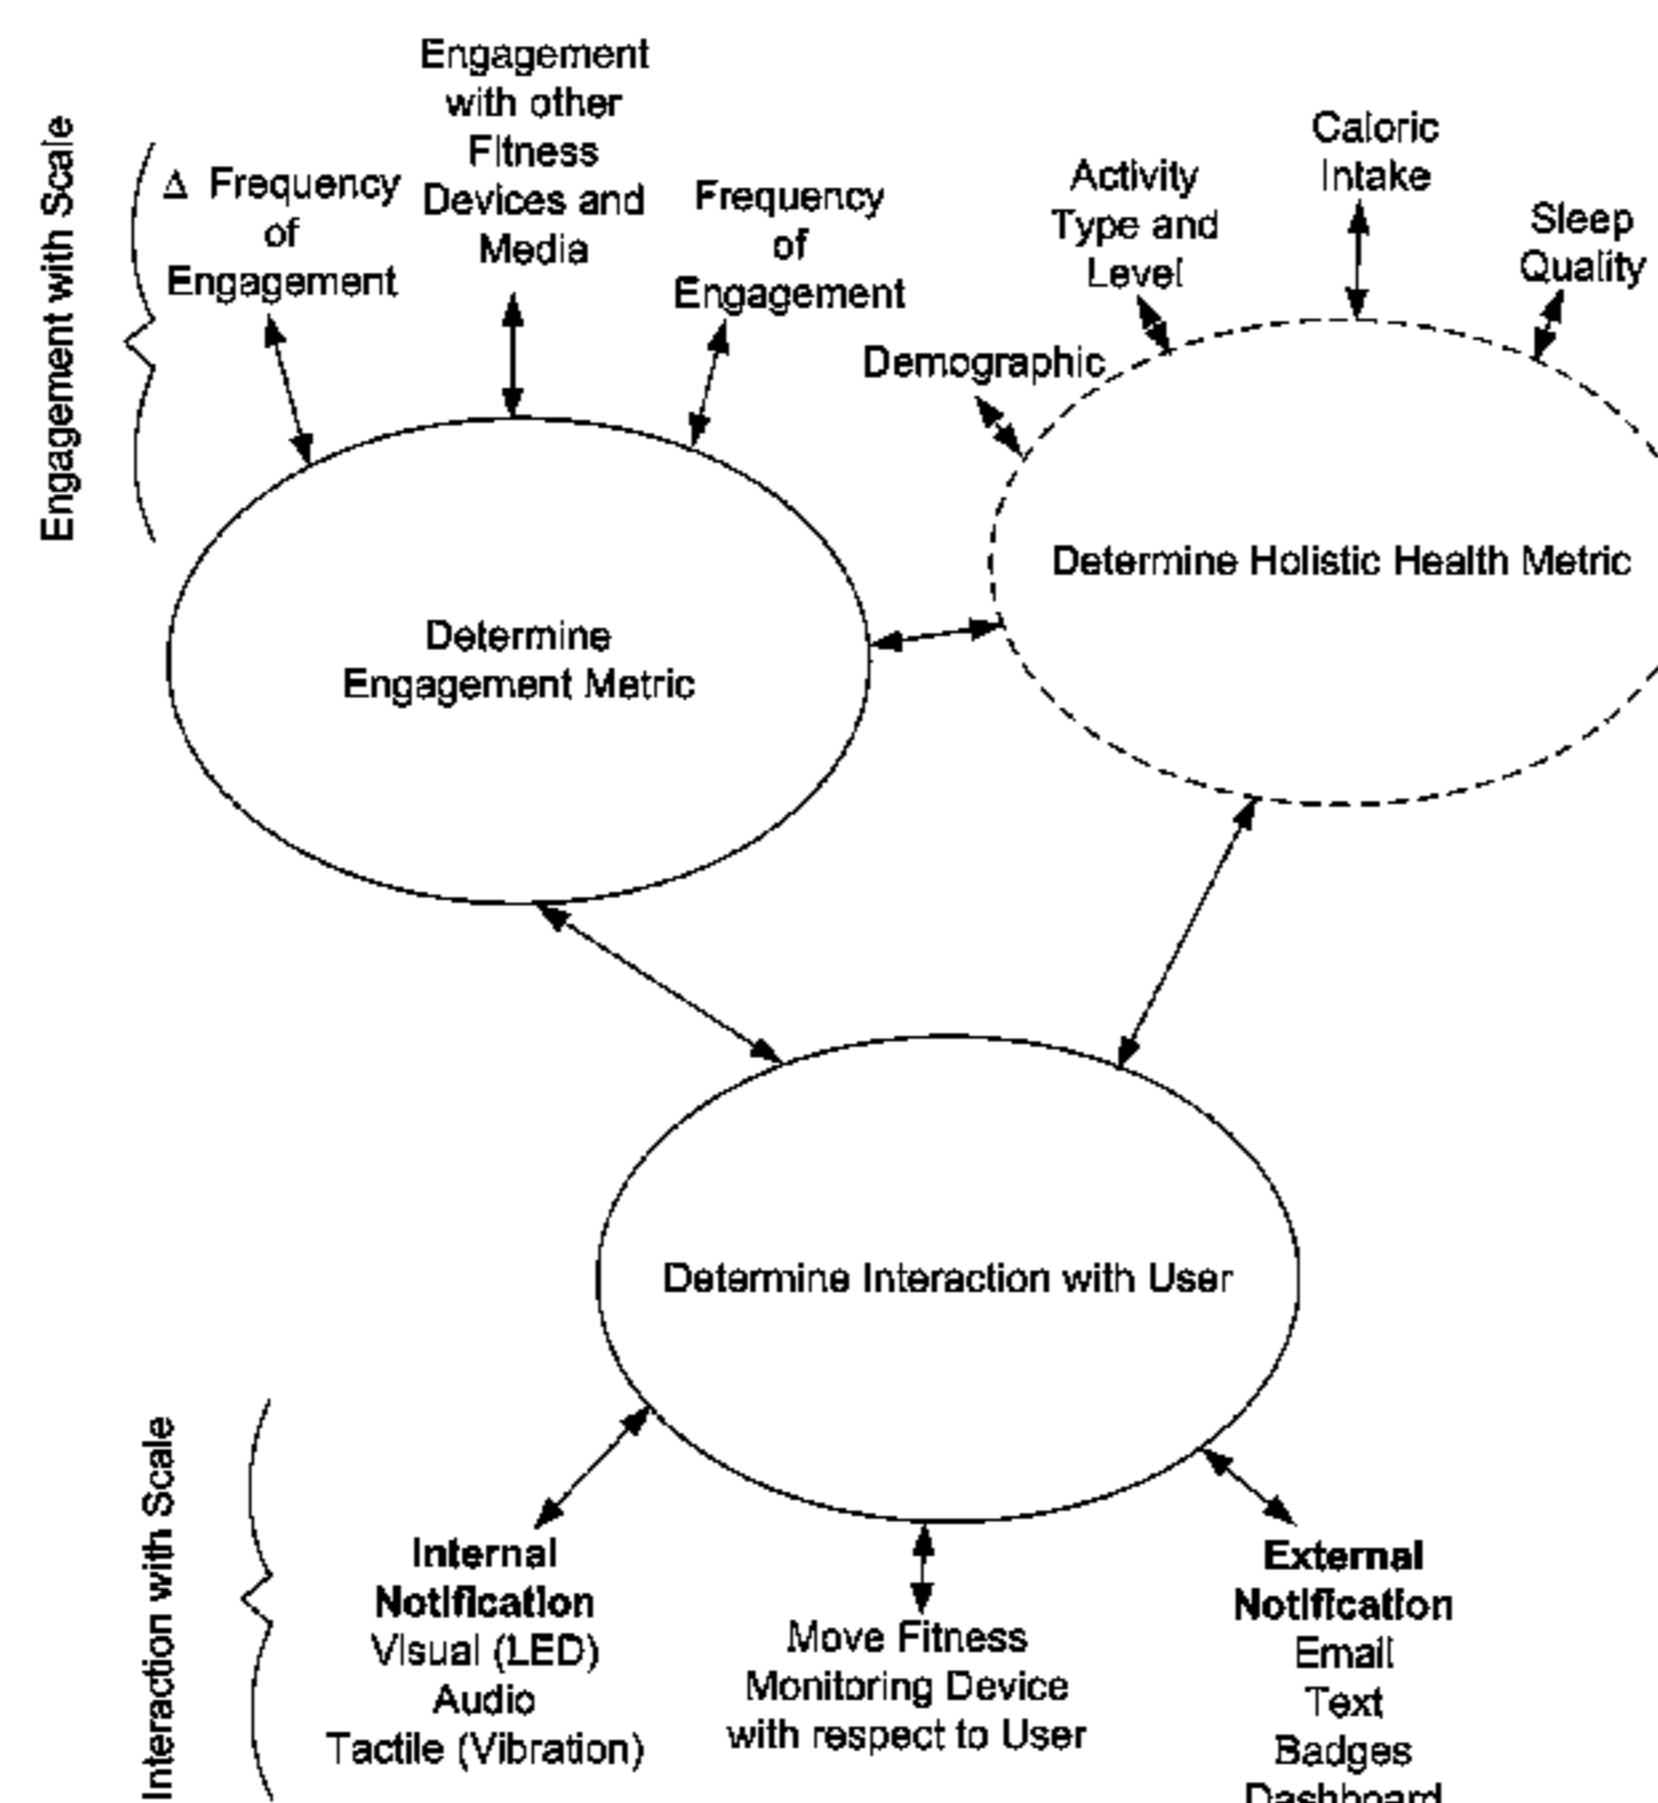 Engagement with Scale
Δ Frequency
of
Engagement
Engagement
with other
Fitness
Devices and
Media
Frequency
of
Engagement
Demographic
Activity
Type and
Level
Caloric
Intake
Sleep
Quality
Determine
Engagement Metric
Determine Holistic Health Metric
Determine Interaction with User
Interaction with Scale
Internal
Notification
Visual (LED)
Audio
Tactile (Vibration)
Move Fitness
Monitoring Device
with respect to User
External
Notification
Email
Text
Badges
Dashboard